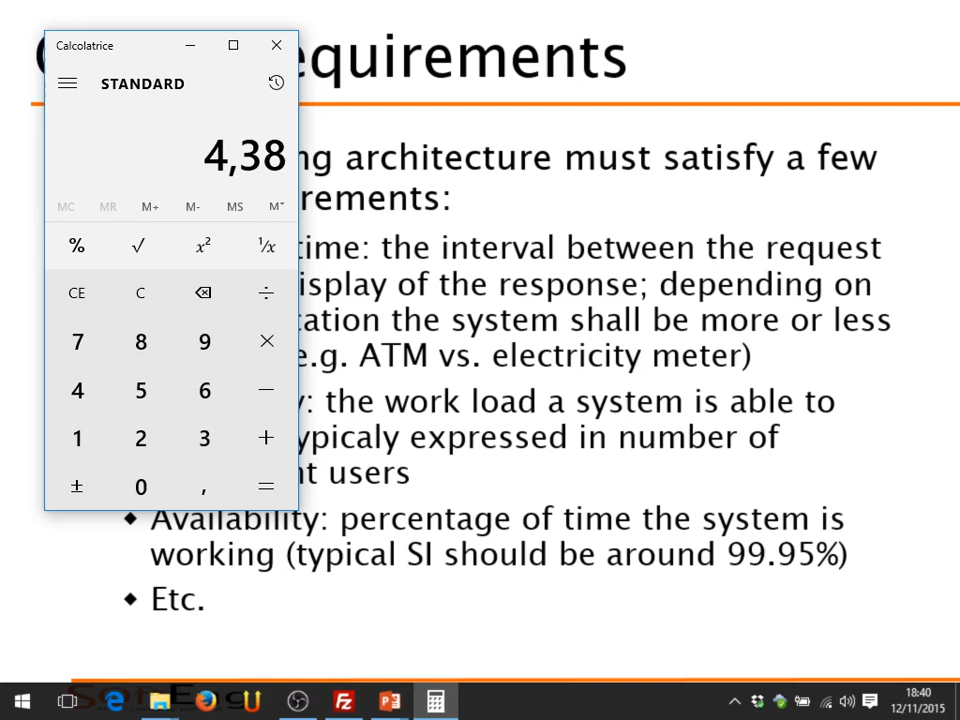 equirements
Calcolatrice
STANDARD
4,38
MC MR M+ M- MS M˅
% √ x² ¹/x
CE C ÷
7 8 9 ×
4 5 6 −
1 2 3 +
± 0 , =
ng architecture must satisfy a few
rements:
time: the interval between the request
isplay of the response; depending on
cation the system shall be more or less
e.g. ATM vs. electricity meter)
y: the work load a system is able to
ypicaly expressed in number of
nt users
◆ Availability: percentage of time the system is
working (typical SI should be around 99.95%)
◆ Etc.
18:40
12/11/2015